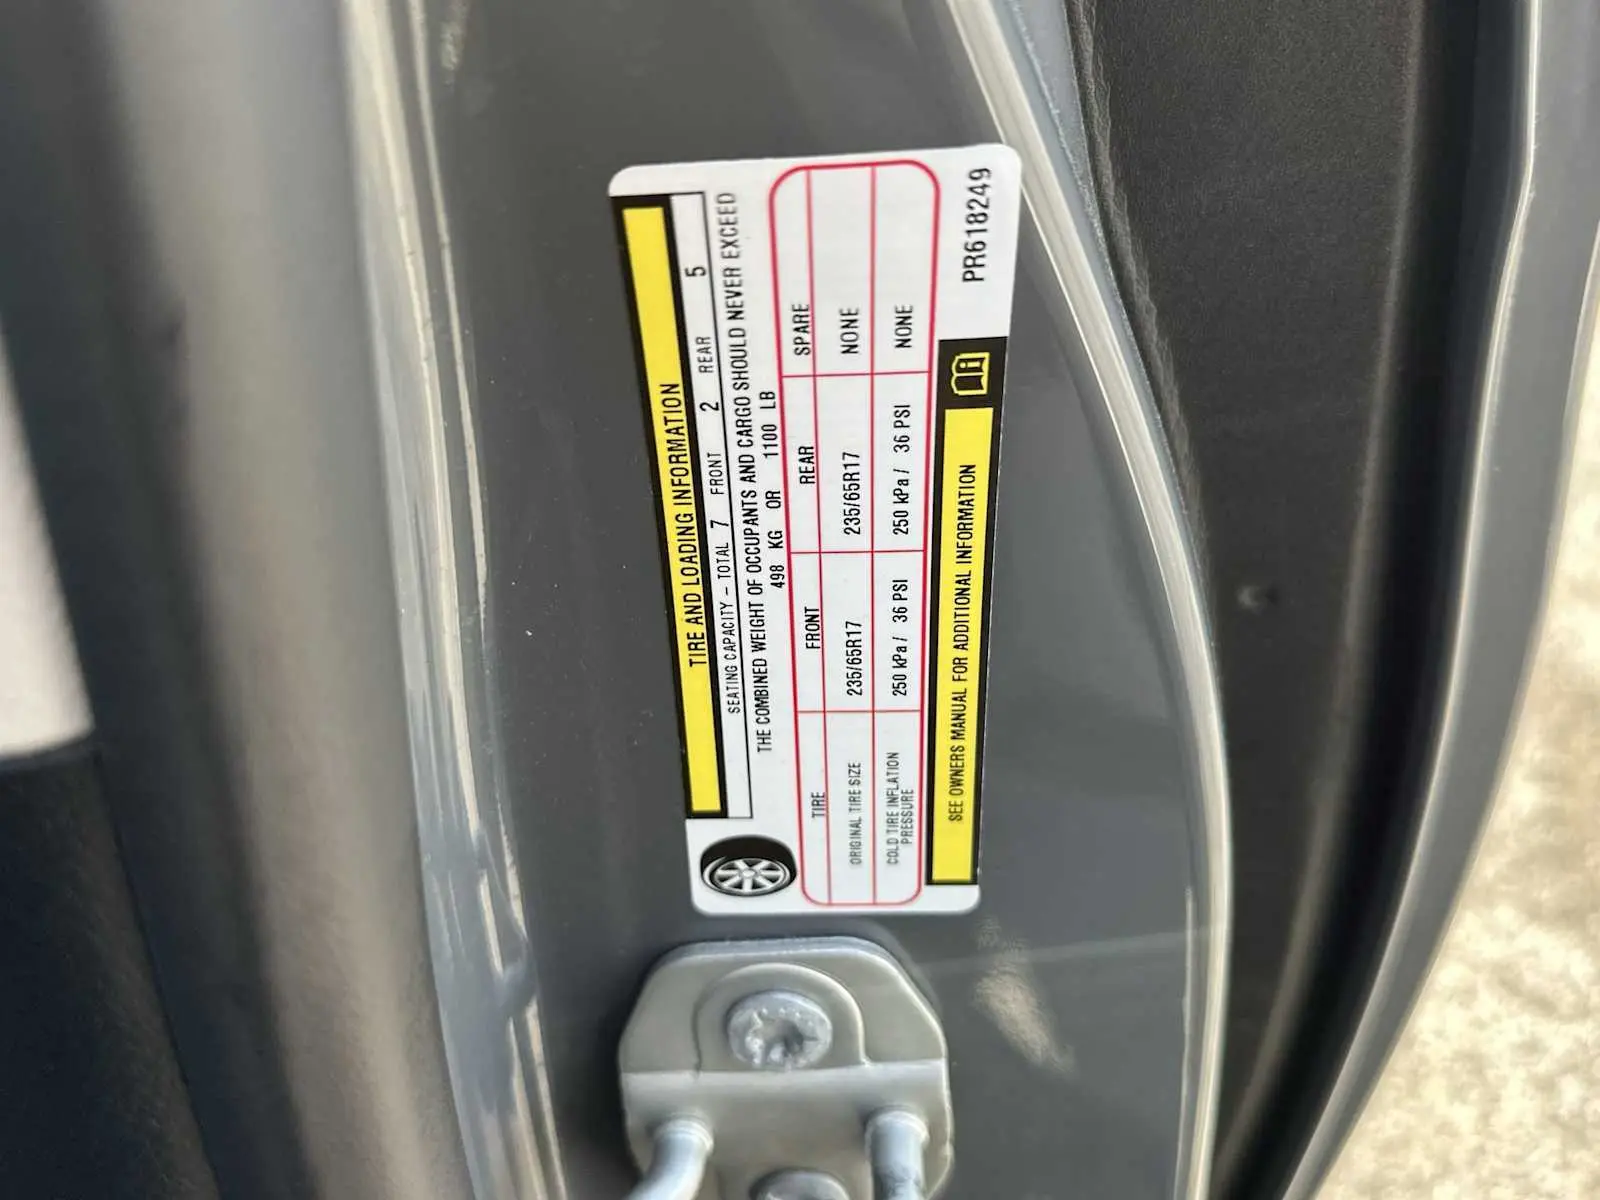 TIRE AND LOADING INFORMATION
SEATING CAPACITY – TOTAL 7 FRONT 2 REAR 5
THE COMBINED WEIGHT OF OCCUPANTS AND CARGO SHOULD NEVER EXCEED
498 KG OR 1100 LB
TIRE FRONT REAR SPARE
ORIGINAL TIRE SIZE 235/65R17 235/65R17 NONE
COLD TIRE INFLATION
PRESSURE 250 kPa / 36 PSI 250 kPa / 36 PSI NONE
SEE OWNERS MANUAL FOR ADDITIONAL INFORMATION
PR618249